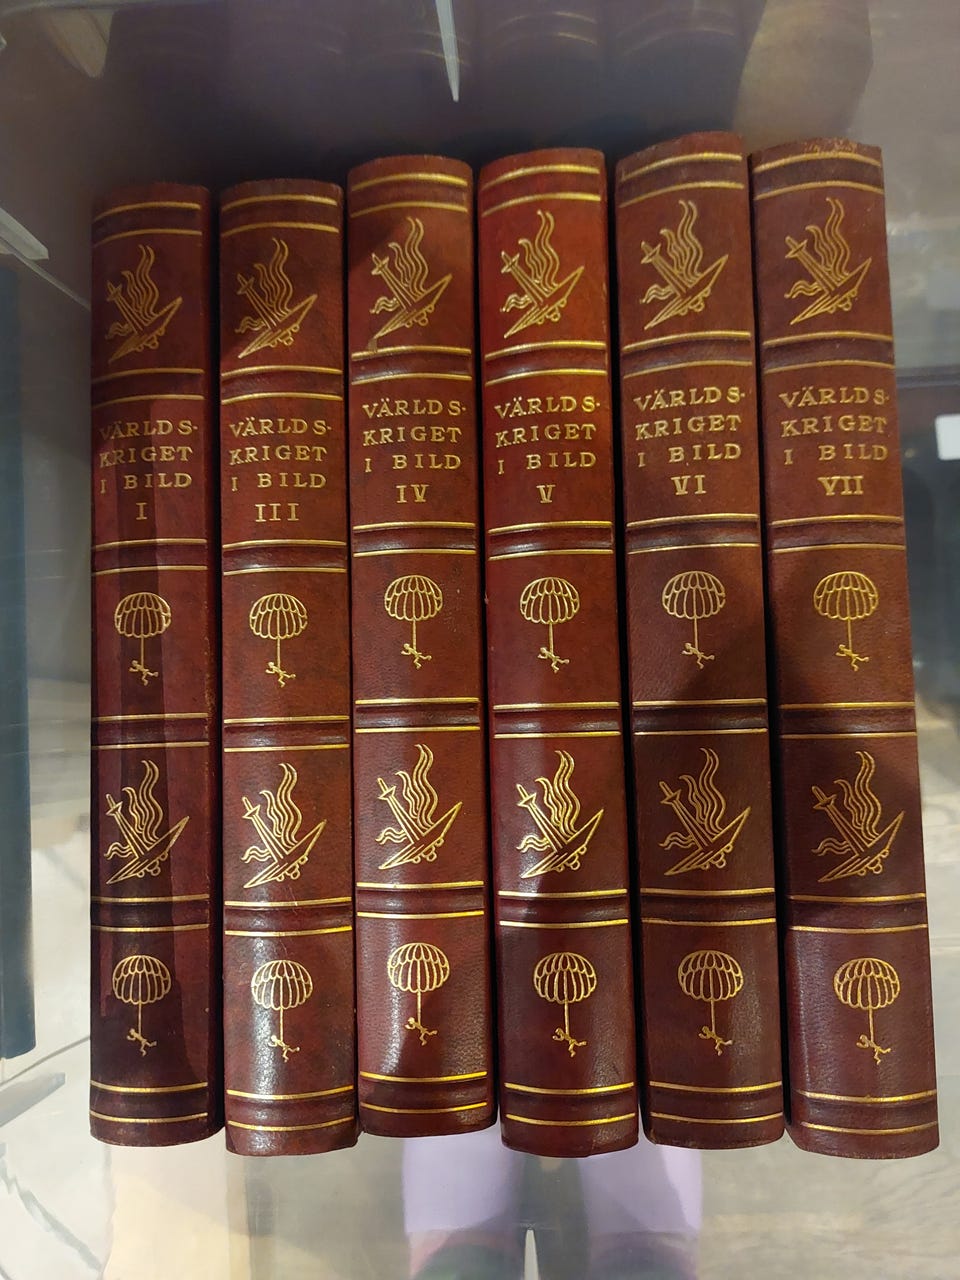 VÄRLDS-
KRIGET
I BILD
I
VÄRLDS-
KRIGET
I BILD
III
VÄRLDS-
KRIGET
I BILD
IV
VÄRLDS-
KRIGET
I BILD
V
VÄRLDS-
KRIGET
I BILD
VI
VÄRLDS-
KRIGET
I BILD
VII